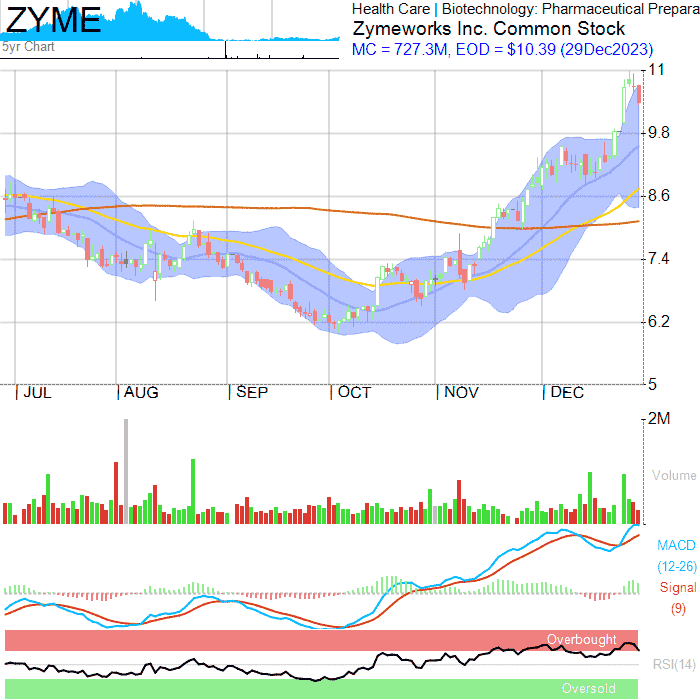 ZYME
5yr Chart
Health Care | Biotechnology: Pharmaceutical Prepara
Zymeworks Inc. Common Stock
MC = 727.3M, EOD = $10.39 (29Dec2023)
11
9.8
8.6
7.4
6.2
5
JUL AUG SEP OCT NOV DEC
2M
Volume
MACD
(12-26)
Signal
(9)
Overbought
RSI(14)
Oversold